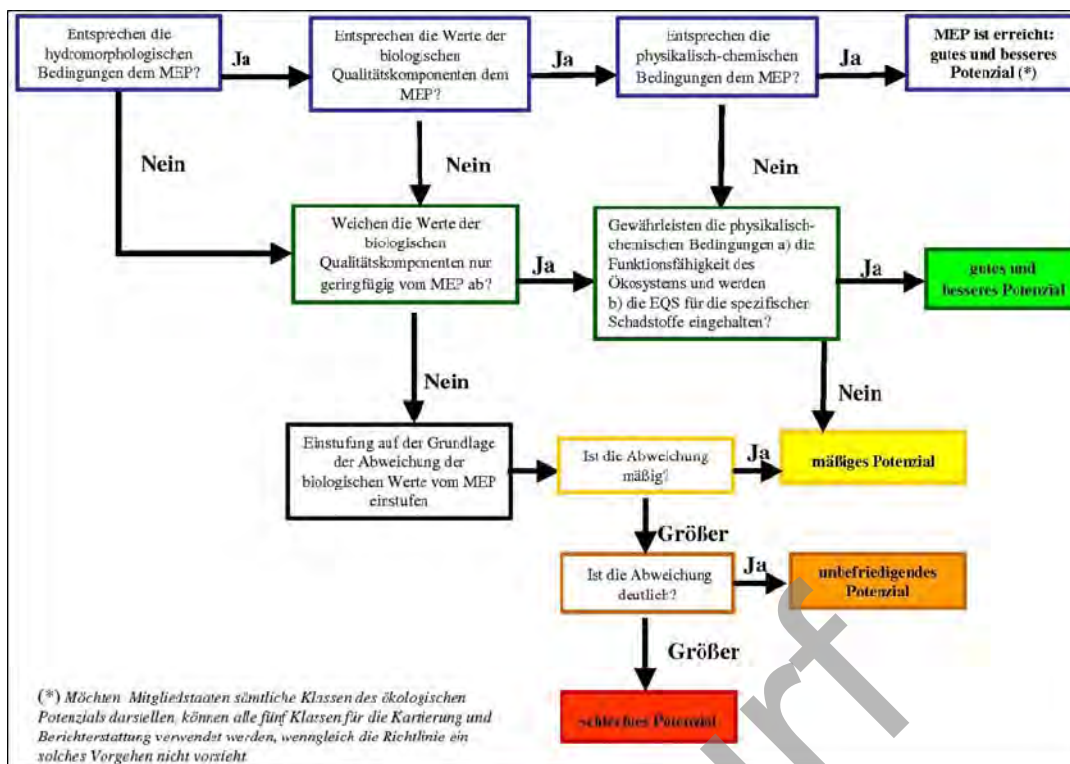 Entsprechen die
hydromorphologischen
Bedingungen dem MEP?
Ja
Entsprechen die Werte der
biologischen
Qualitätskomponenten dem
MEP?
Ja
Entsprechen die
physikalisch-chemischen
Bedingungen dem MEP?
Ja
MEP ist erreicht:
gutes und besseres
Potenzial (*)
Nein
Nein
Nein
Weichen die Werte der
biologischen
Qualitätskomponenten nur
geringfügig vom MEP ab?
Ja
Gewährleisten die physikalisch-
chemischen Bedingungen a) die
Funktionsfähigkeit des
Ökosystems und werden
b) die EQS für die spezifischer
Schadstoffe eingehalten?
Ja
gutes und
besseres Potenzial
Nein
Nein
Einstufung auf der Grundlage
der Abweichung der
biologischen Werte vom MEP
einstufen
Ist die Abweichung
mäßig?
Ja
mäßiges Potenzial
Größer
Ist die Abweichung
deutlich?
Ja
unbefriedigendes
Potenzial
Größer
schlechtes Potenzial
(*) Möchten Mitgliedstaaten sämtliche Klassen des ökologischen
Potenzials darstellen, können alle fünf Klassen für die Kartierung und
Berichterstattung verwendet werden, wenngleich die Richtlinie ein
solches Vorgehen nicht vorsieht
urf